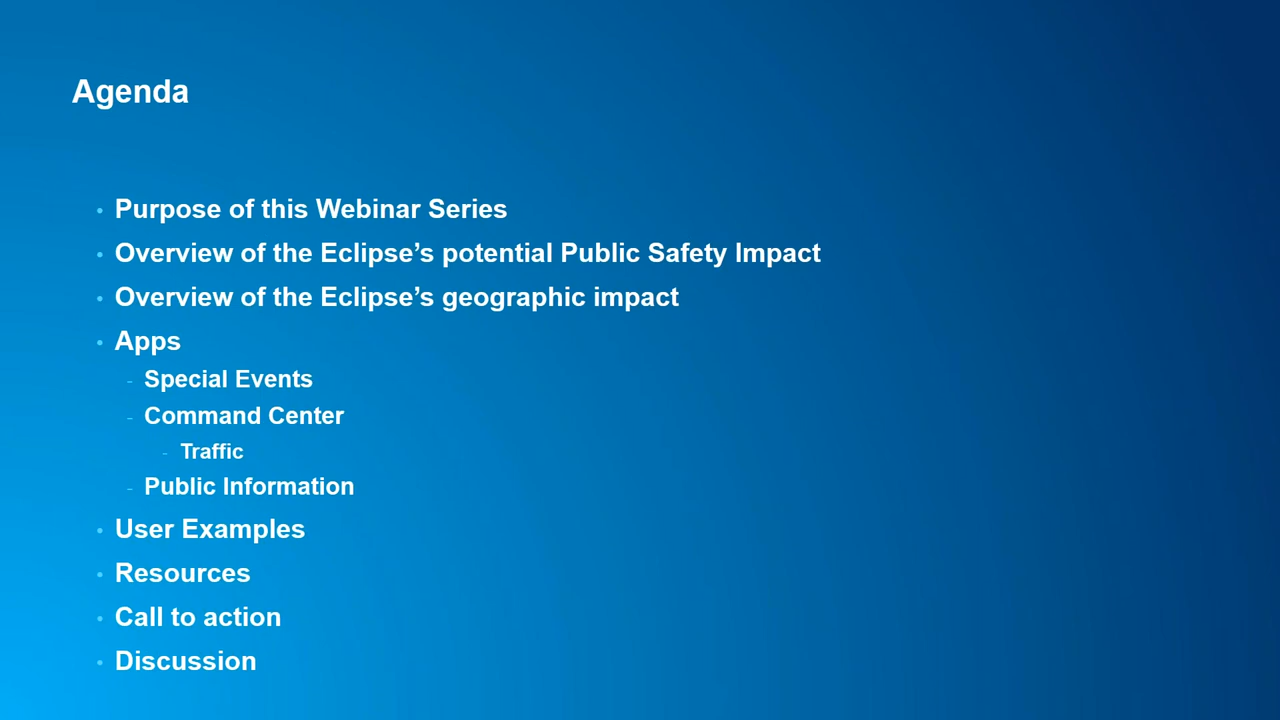 Agenda
• Purpose of this Webinar Series
• Overview of the Eclipse’s potential Public Safety Impact
• Overview of the Eclipse’s geographic impact
• Apps
- Special Events
- Command Center
- Traffic
- Public Information
• User Examples
• Resources
• Call to action
• Discussion